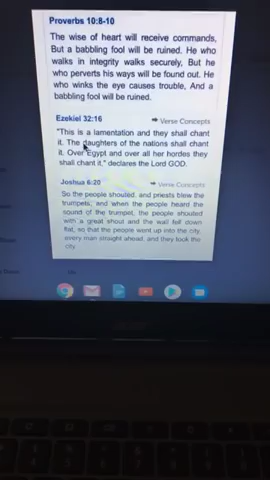 Proverbs 10:8-10
The wise of heart will receive commands,
But a babbling fool will be ruined. He who
walks in integrity walks securely, But he
who perverts his ways will be found out. He
who winks the eye causes trouble, And a
babbling fool will be ruined.
Ezekiel 32:16 ➡ Verse Concepts
"This is a lamentation and they shall chant
it. The daughters of the nations shall chant
it. Over Egypt and over all her hordes they
shall chant it," declares the Lord GOD.
Joshua 6:20 ➡ Verse Concepts
So the people shouted, and priests blew the
trumpets; and when the people heard the
sound of the trumpet, the people shouted
with a great shout and the wall fell down
flat, so that the people went up into the city,
every man straight ahead, and they took the
city.